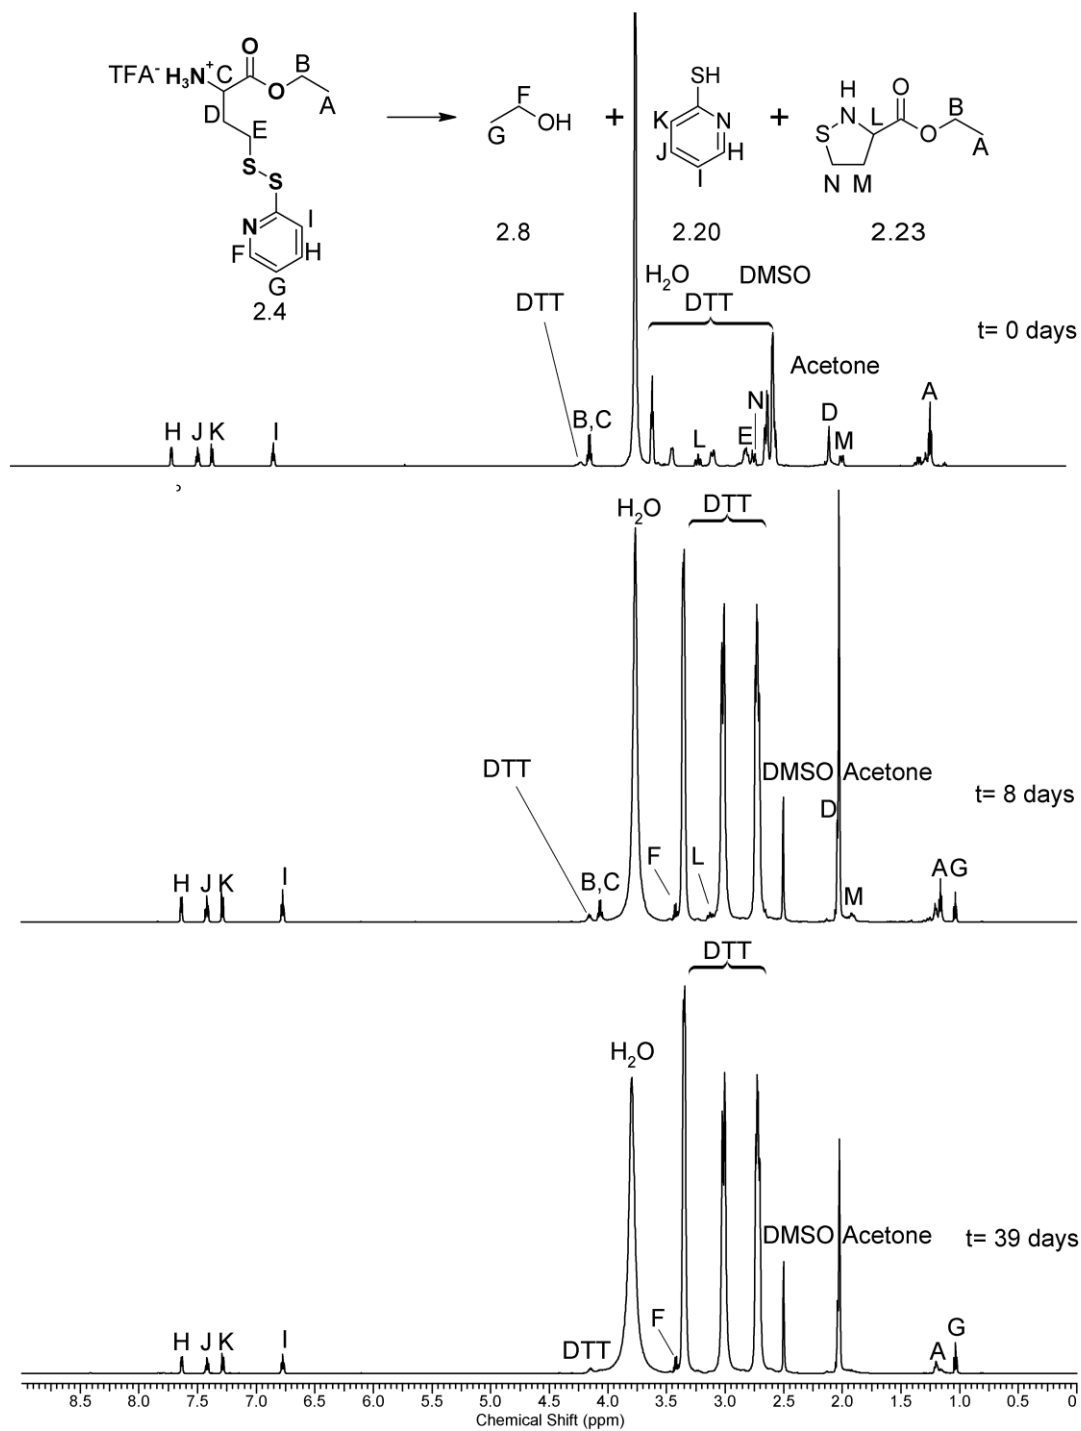 TFA- H3N+ C O O B A
D E S S N I H G F
2.4
F G OH
2.8
SH N K J I H
2.20
H N S L O O B A N M
2.23
H2O DMSO
DTT DTT
t= 0 days
Acetone
H J K I B,C L E N D M A
H2O DTT
DTT DMSO Acetone
t= 8 days
H J K I B,C F L D M A G
DTT
H2O
DMSO Acetone t= 39 days
H J K I DTT F A G
8.5 8.0 7.5 7.0 6.5 6.0 5.5 5.0 4.5 4.0 3.5 3.0 2.5 2.0 1.5 1.0 0
Chemical Shift (ppm)